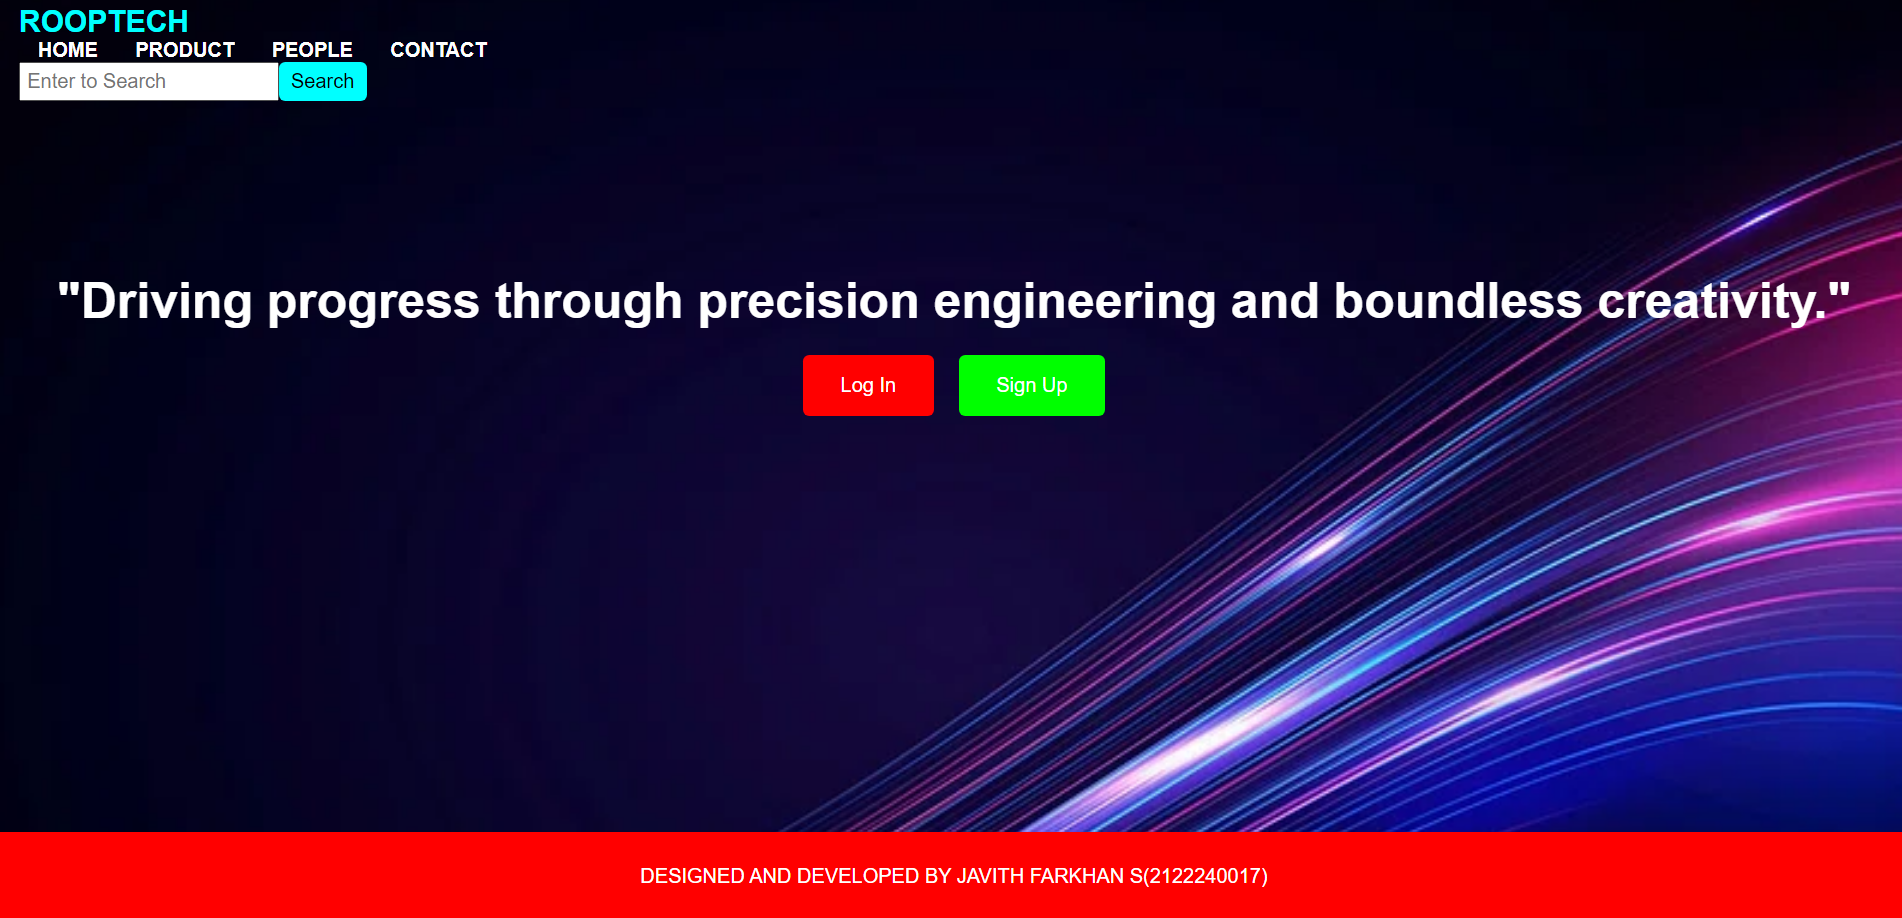 ROOPTECH
HOME PRODUCT PEOPLE CONTACT
Enter to Search Search
"Driving progress through precision engineering and boundless creativity."
Log In Sign Up
DESIGNED AND DEVELOPED BY JAVITH FARKHAN S(2122240017)